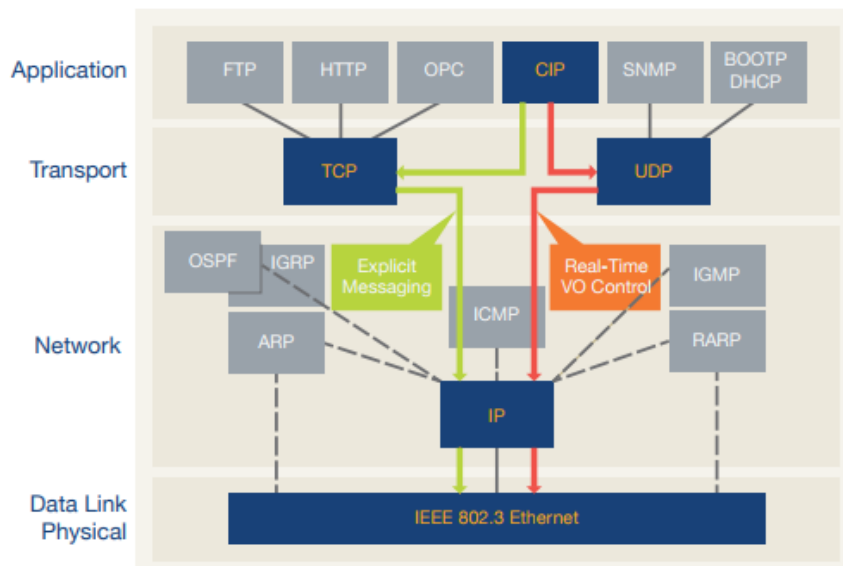 Application
FTP
HTTP
OPC
CIP
SNMP
BOOTP
DHCP
Transport
TCP
UDP
Network
OSPF
IGRP
Explicit
Messaging
Real-Time
VO Control
IGMP
ICMP
ARP
RARP
IP
Data Link
Physical
IEEE 802.3 Ethernet